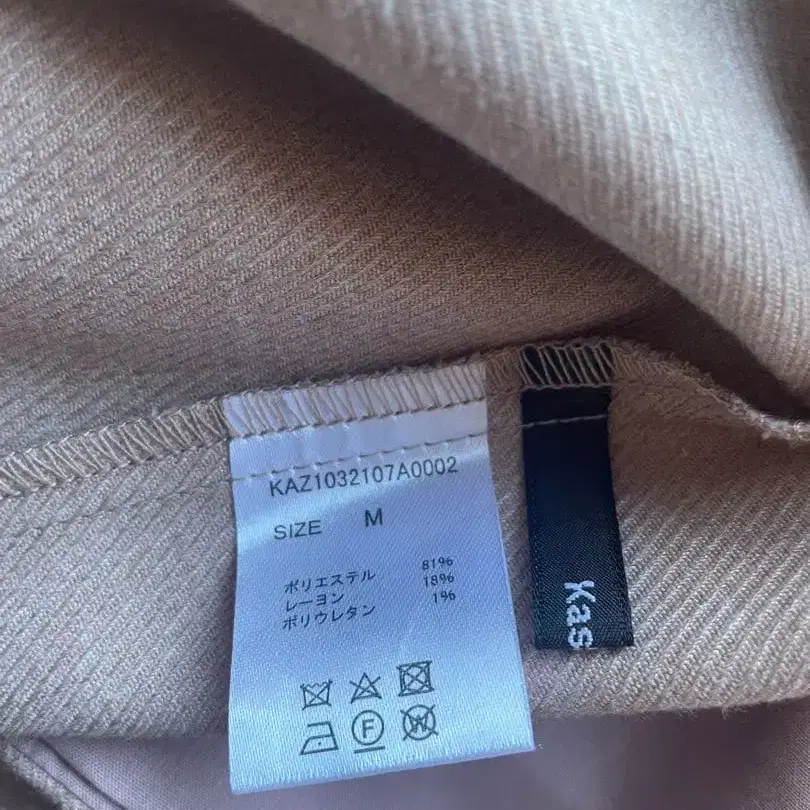 KAZ1032107A0002
SIZE M
ポリエステル 81%
レーヨン 18%
ポリウレタン 1%
F
W
Kas